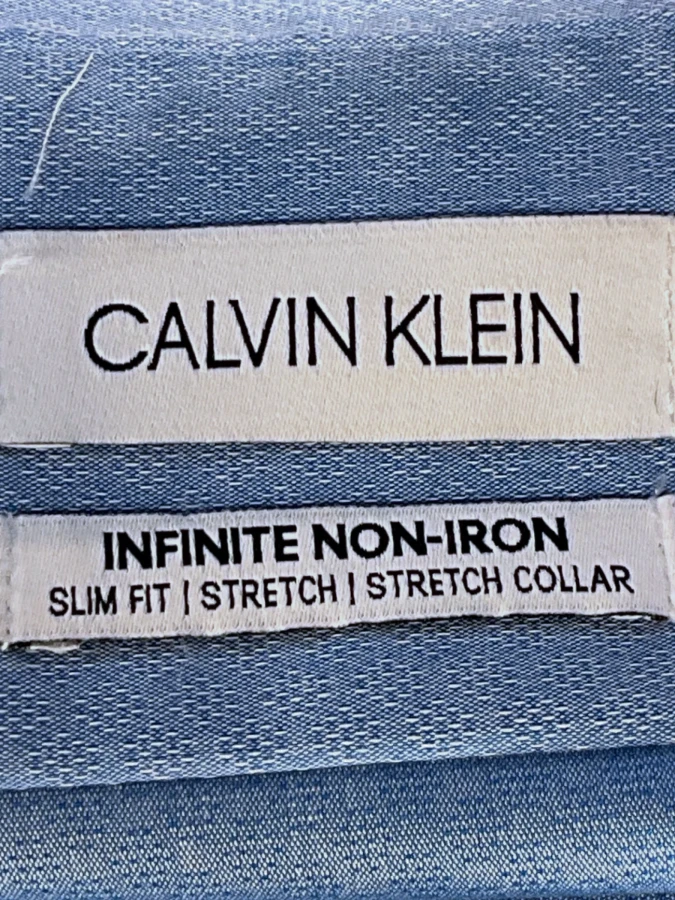 CALVIN KLEIN
INFINITE NON-IRON
SLIM FIT | STRETCH | STRETCH COLLAR